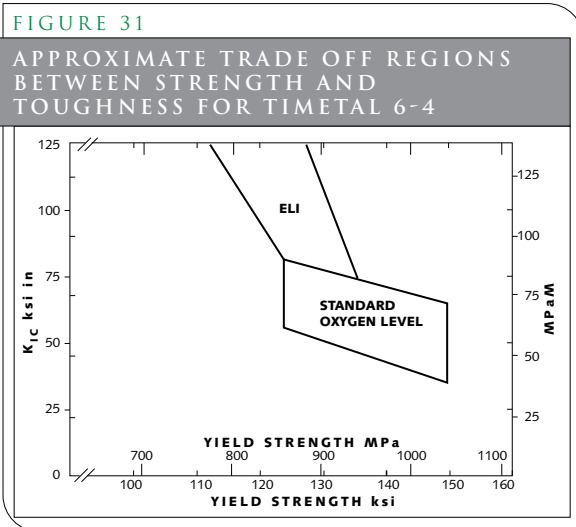 FIGURE 31
APPROXIMATE TRADE OFF REGIONS
BETWEEN STRENGTH AND
TOUGHNESS FOR TIMETAL 6-4
125
100
75
50
25
0
K_IC ksi in
ELI
STANDARD
OXYGEN LEVEL
125
100
75
50
25
MPaW
YIELD STRENGTH MPa
700 800 900 1000 1100
100 110 120 130 140 150 160
YIELD STRENGTH ksi